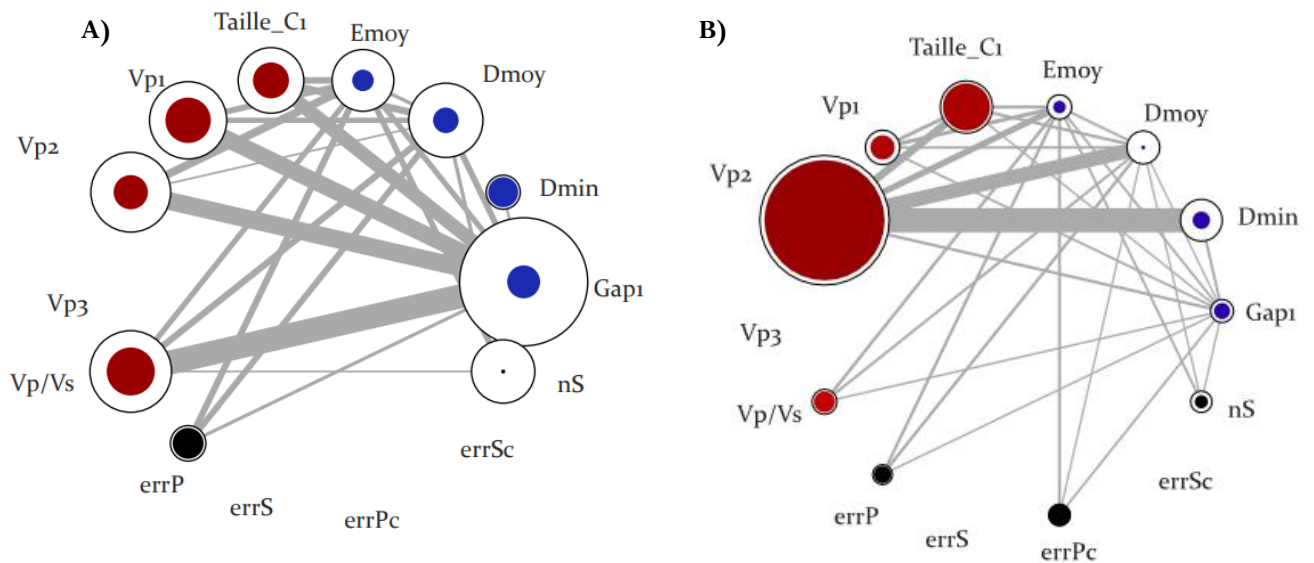 A)
Taille_C1
Emoy
Vp1
Dmoy
Vp2
Dmin
Vp3
Gap1
Vp/Vs
nS
errP
errSc
errS
errPc
B)
Taille_C1
Emoy
Vp1
Dmoy
Vp2
Dmin
Gap1
Vp3
Vp/Vs
nS
errP
errSc
errS
errPc